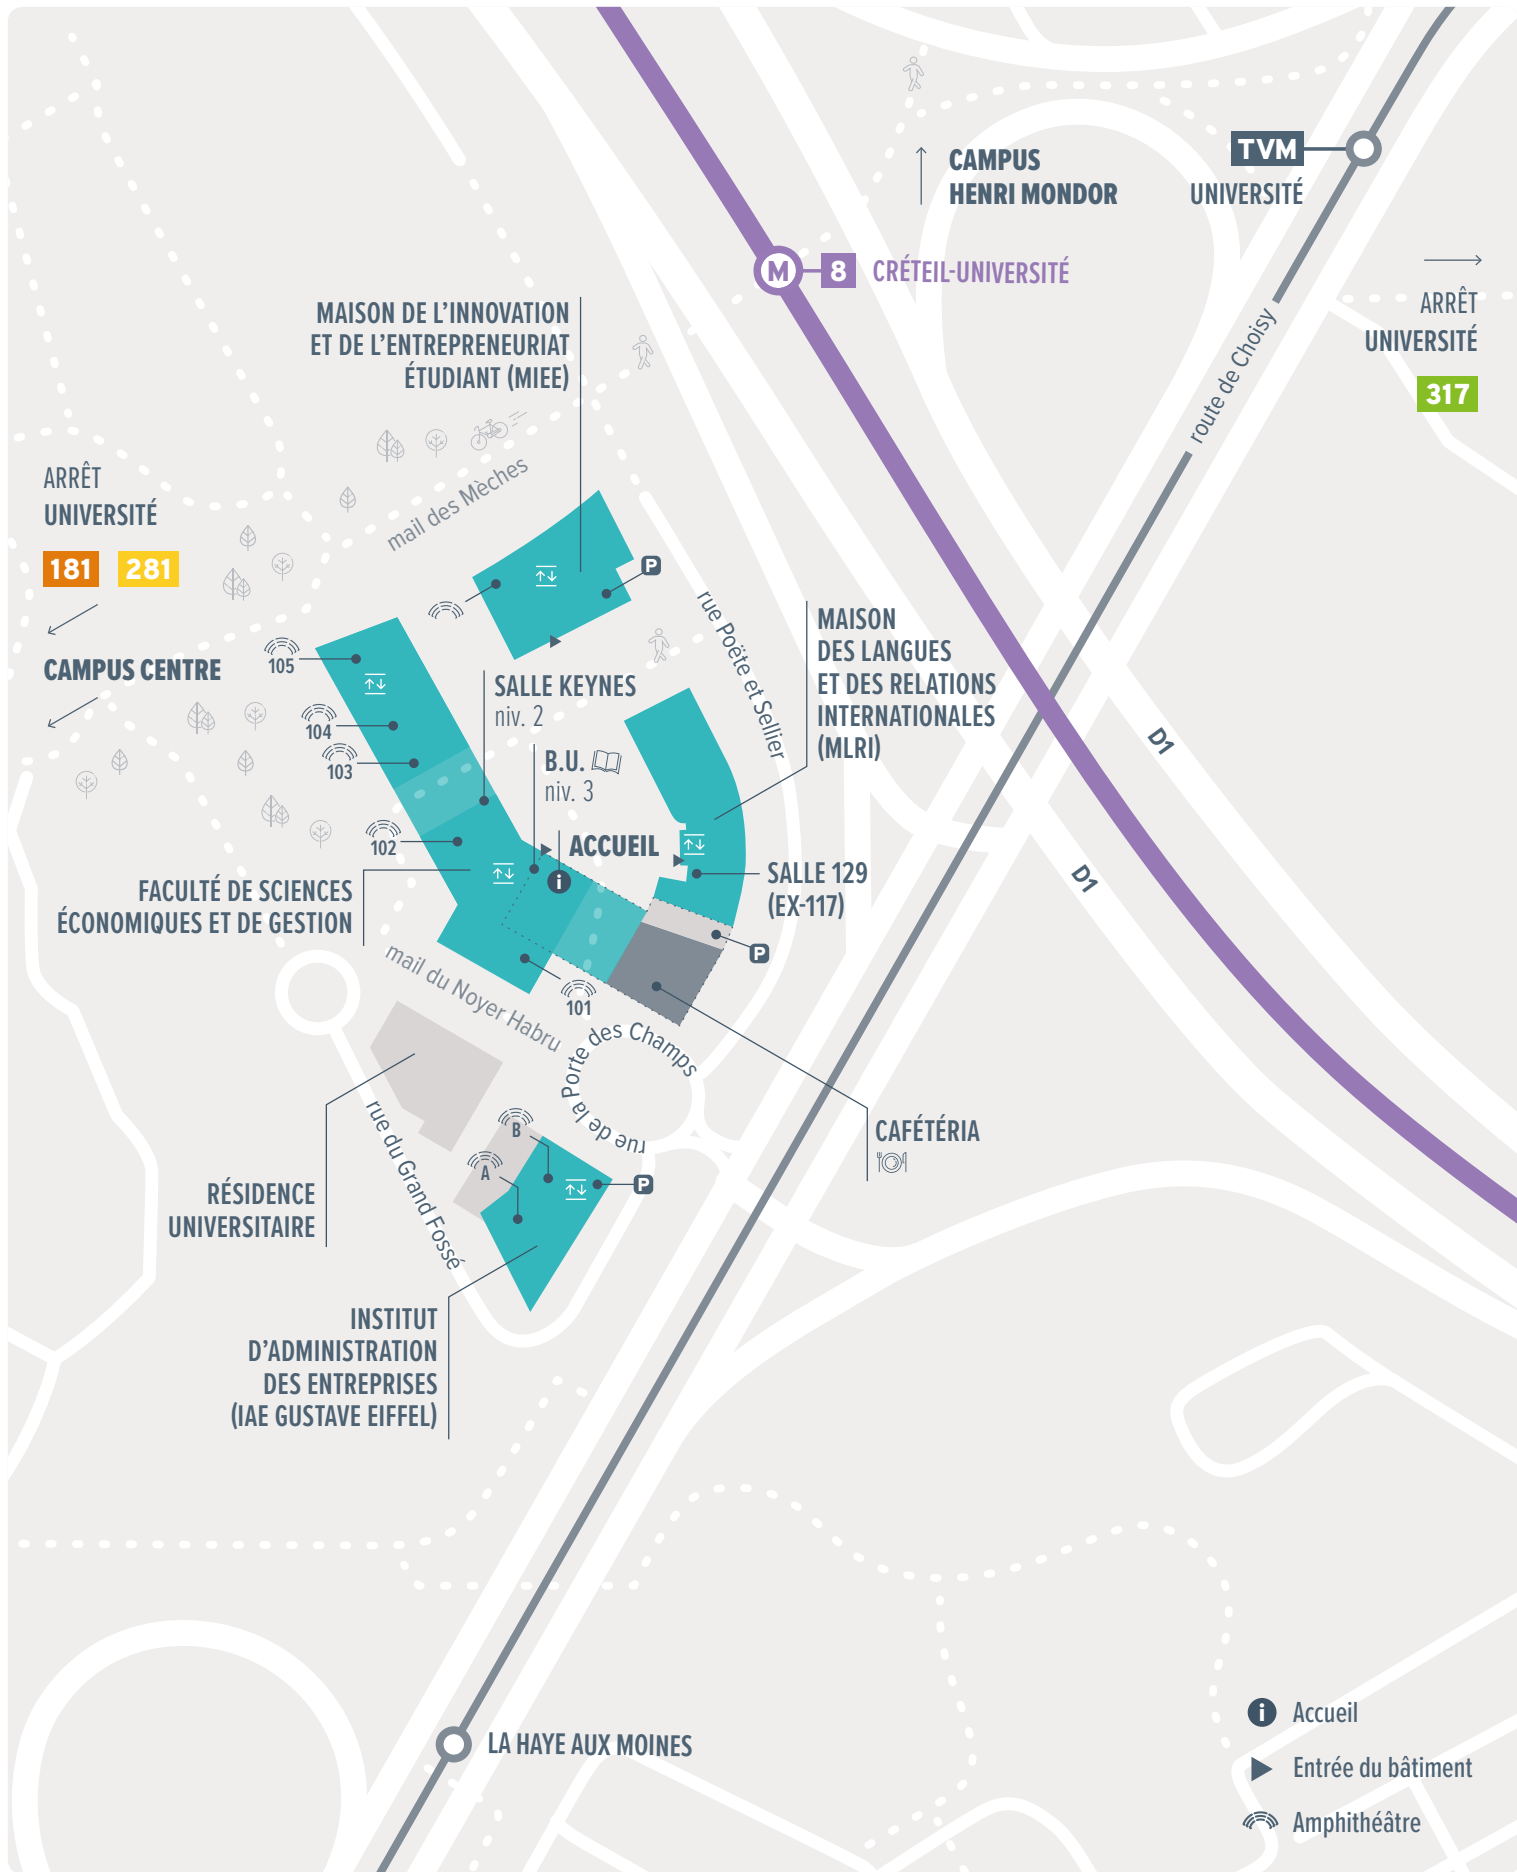 CAMPUS
HENRI MONDOR
TVM
UNIVERSITÉ
M
8
CRÉTEIL-UNIVERSITÉ
ARRÊT
UNIVERSITÉ
317
route de Choisy
MAISON DE L'INNOVATION
ET DE L'ENTREPRENEURIAT
ÉTUDIANT (MIEE)
mail des Mèches
ARRÊT
UNIVERSITÉ
181
281
CAMPUS CENTRE
P
rue Poëte et Sellier
MAISON
DES LANGUES
ET DES RELATIONS
INTERNATIONALES
(MLRI)
105
104
103
102
SALLE KEYNES
niv. 2
B.U.
niv. 3
ACCUEIL
i
SALLE 129
(EX-117)
P
D1
D1
FACULTÉ DE SCIENCES
ÉCONOMIQUES ET DE GESTION
mail du Noyer Habru
101
rue de la Porte des Champs
CAFÉTÉRIA
B
A
P
rue du Grand Fossé
RÉSIDENCE
UNIVERSITAIRE
INSTITUT
D'ADMINISTRATION
DES ENTREPRISES
(IAE GUSTAVE EIFFEL)
LA HAYE AUX MOINES
i
Accueil
Entrée du bâtiment
Amphithéâtre